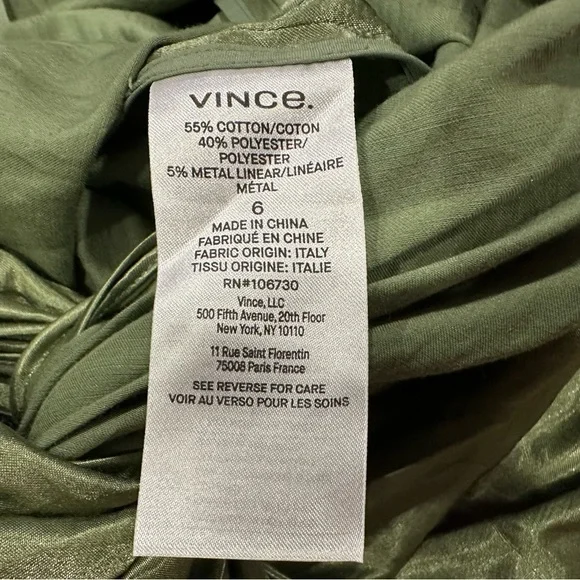 VINCE.
55% COTTON/COTON
40% POLYESTER/
POLYESTER
5% METAL LINEAR/LINÉAIRE
MÉTAL
6
MADE IN CHINA
FABRIQUÉ EN CHINE
FABRIC ORIGIN: ITALY
TISSU ORIGINE: ITALIE
RN#106730
Vince, LLC
500 Fifth Avenue, 20th Floor
New York, NY 10110
11 Rue Saint Florentin
75008 Paris France
SEE REVERSE FOR CARE
VOIR AU VERSO POUR LES SOINS